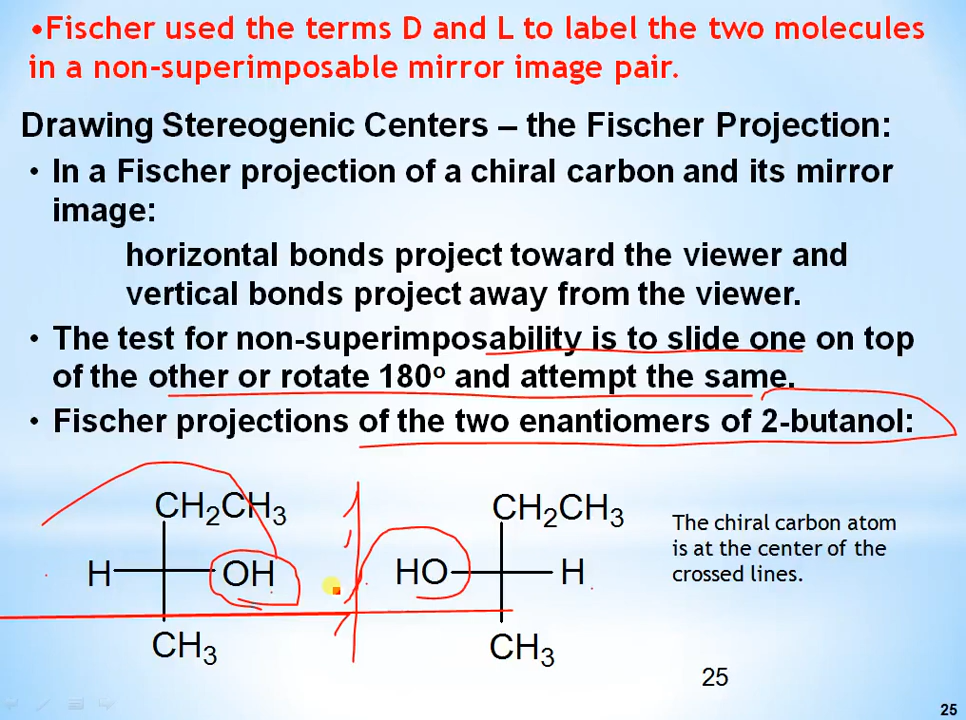 •Fischer used the terms D and L to label the two molecules
in a non-superimposable mirror image pair.
Drawing Stereogenic Centers – the Fischer Projection:
• In a Fischer projection of a chiral carbon and its mirror
image:
horizontal bonds project toward the viewer and
vertical bonds project away from the viewer.
• The test for non-superimposability is to slide one on top
of the other or rotate 180° and attempt the same.
• Fischer projections of the two enantiomers of 2-butanol:
CH₂CH₃
H OH
CH₃
CH₂CH₃
HO H
CH₃
The chiral carbon atom
is at the center of the
crossed lines.
25
25